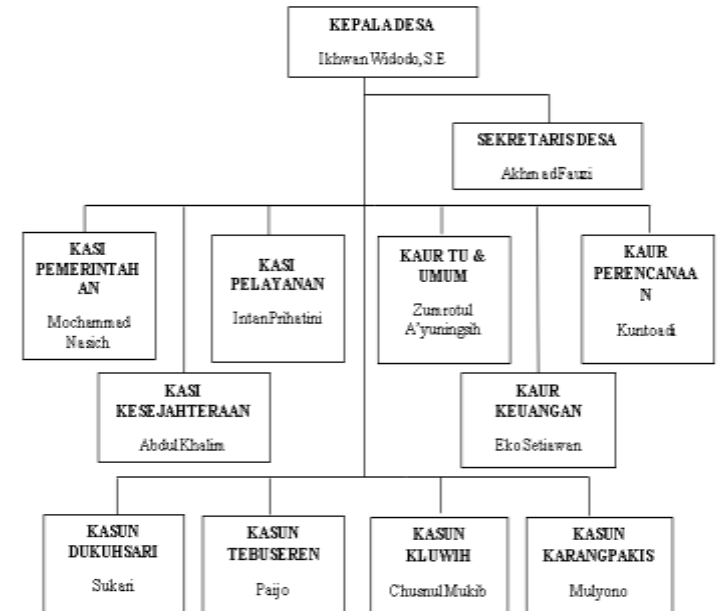 KEPALA DESA
Ikhwan Widodo, S.E
SEKRETARIS DESA
Akhmad Fauzi
KASI
PEMERINTAH
AN
Mochammad
Nasich
KASI
PELAYANAN
Intan Prihatini
KAUR TU &
UMUM
Zumrotul
A'yuningsih
KAUR
PERENCANAA
N
Kuntoadi
KASI
KESEJAHTERAAN
Abdul Khalim
KAUR
KEUANGAN
Eko Setiawan
KASUN
DUKUHSARI
Sukari
KASUN
TEBUSEREN
Paijo
KASUN
KLUWIH
Chusnul Mukib
KASUN
KARANGPAKIS
Mulyono